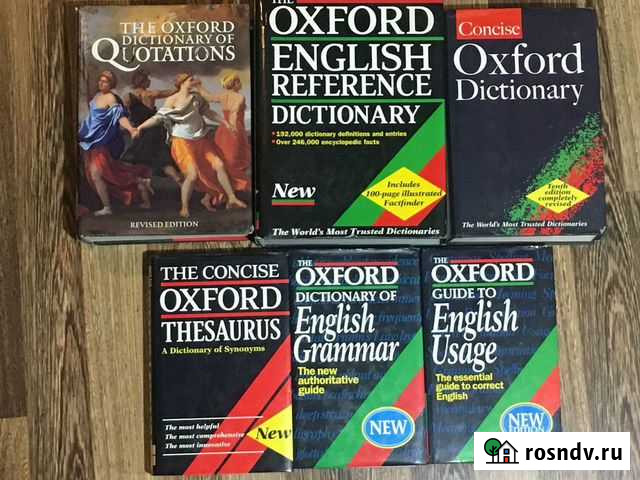 THE OXFORD
DICTIONARY OF
QUOTATIONS
REVISED EDITION
THE
OXFORD
ENGLISH
REFERENCE
DICTIONARY
192,000 dictionary definitions and entries
Over 246,000 encyclopedic facts
New
Includes
100-page illustrated
Factfinder
The World's Most Trusted Dictionaries
Concise
Oxford
Dictionary
Tenth
edition
completely
revised
The World's Most Trusted Dictionaries
THE CONCISE
OXFORD
THESAURUS
A Dictionary of Synonyms
The most helpful
The most comprehensive
The most innovative
New
THE
OXFORD
DICTIONARY OF
English
Grammar
The new
authoritative
guide
NEW
THE
OXFORD
GUIDE TO
English
Usage
The essential
guide to correct
English
NEW
EDITION
rosndv.ru